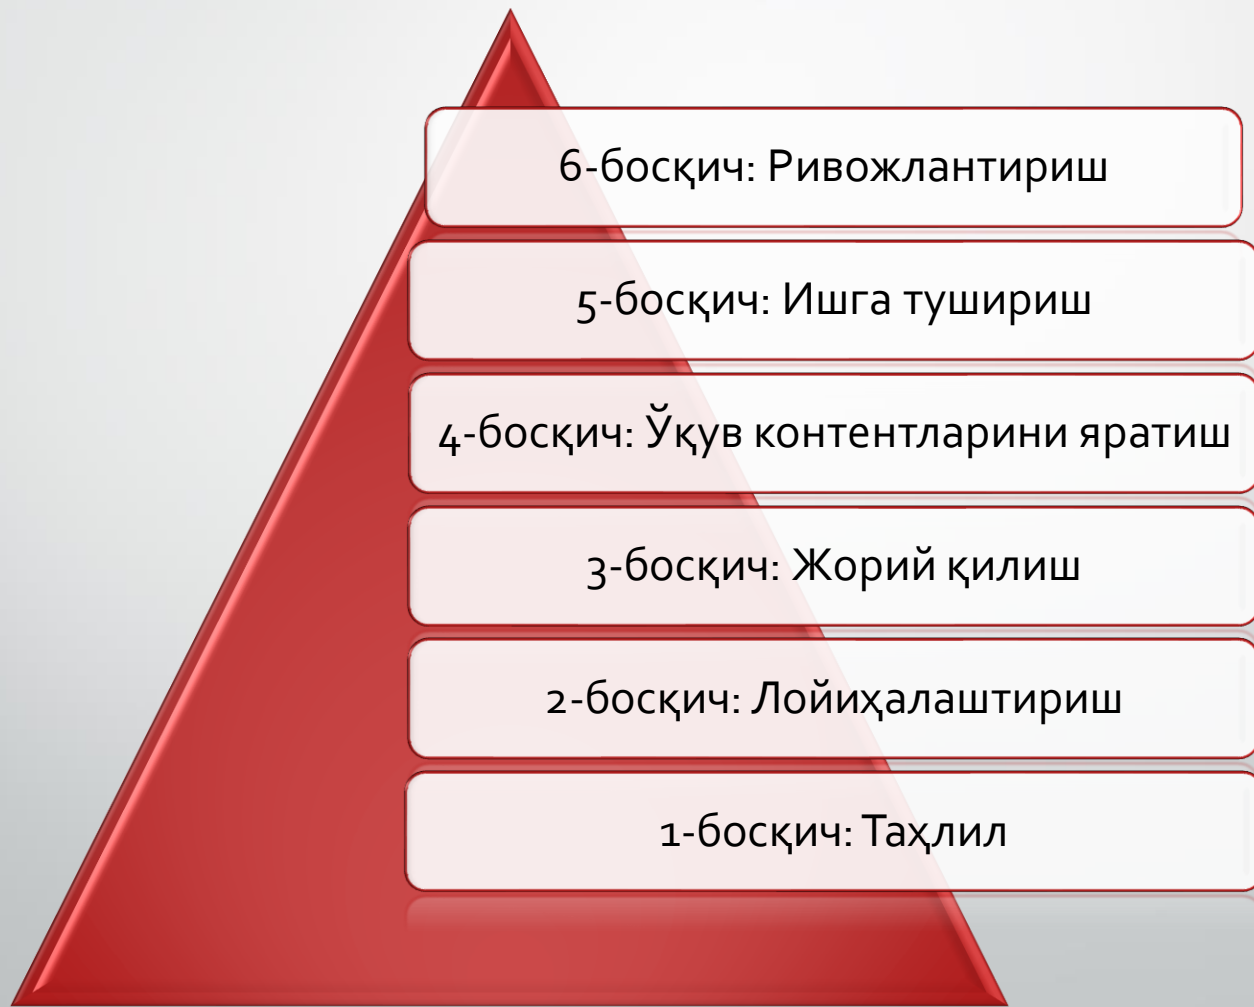 6-босқич: Ривожлантириш
5-босқич: Ишга тушириш
4-босқич: Ўқув контентларини яратиш
3-босқич: Жорий қилиш
2-босқич: Лойиҳалаштириш
1-босқич: Таҳлил